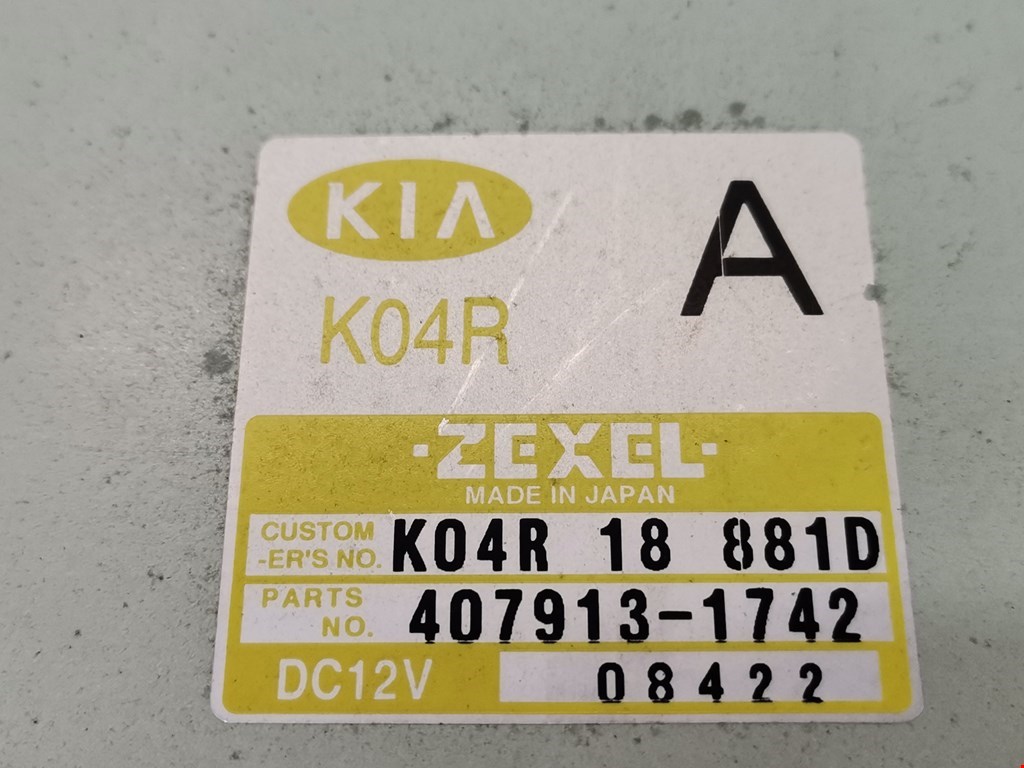 KIA
A
K04R
·ZEXEL·
MADE IN JAPAN
CUSTOM
-ER'S NO. K04R 18 881D
PARTS
NO. 407913-1742
DC12V 08422